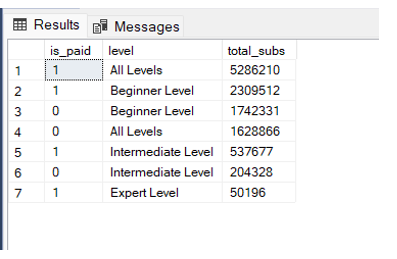 Results Messages
is_paid level total_subs
1 1 All Levels 5286210
2 1 Beginner Level 2309512
3 0 Beginner Level 1742331
4 0 All Levels 1628866
5 1 Intermediate Level 537677
6 0 Intermediate Level 204328
7 1 Expert Level 50196